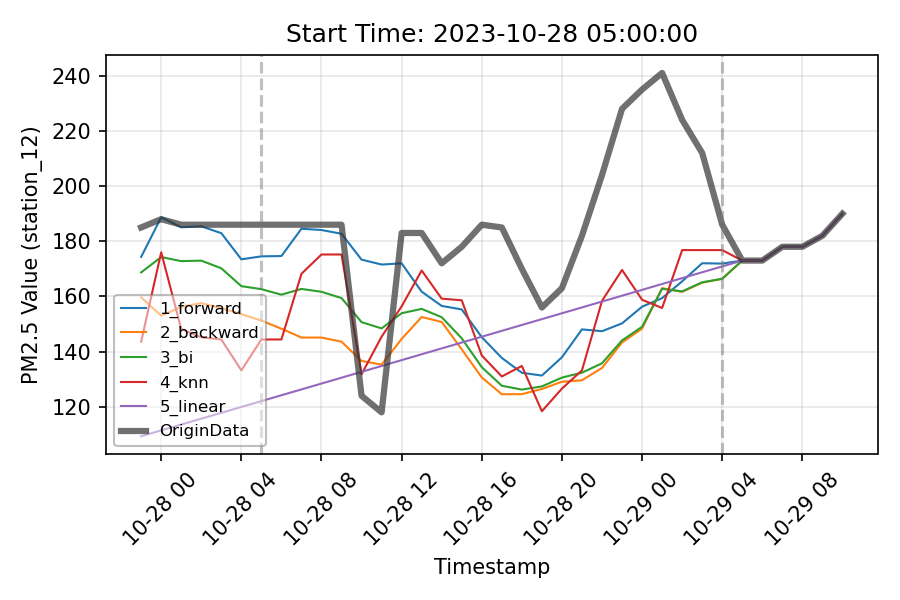 Start Time: 2023-10-28 05:00:00
PM2.5 Value (station_12)
240
220
200
180
160
140
120
1_forward
2_backward
3_bi
4_knn
5_linear
OriginData
10-28 00
10-28 04
10-28 08
10-28 12
10-28 16
10-28 20
10-29 00
10-29 04
10-29 08
Timestamp